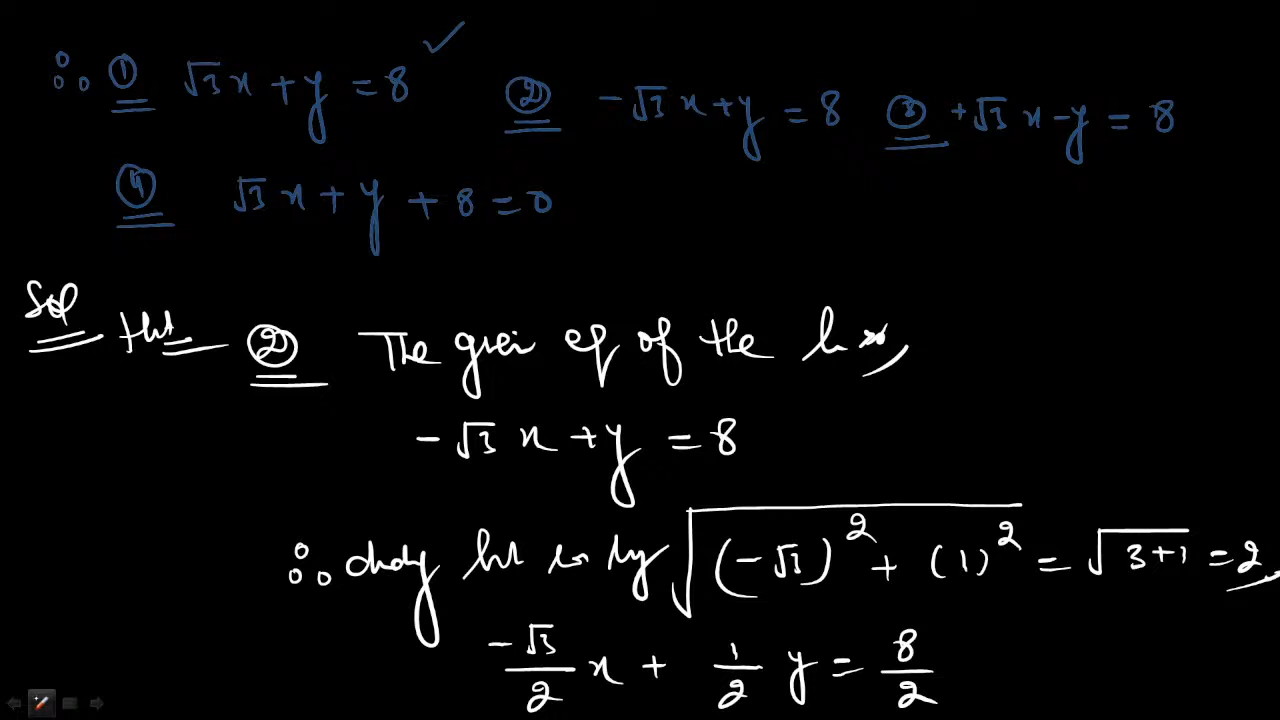 ∴ ① √3x + y = 8 ✓ ② -√3x + y = 8 ③ +√3x - y = 8
④ √3x + y + 8 = 0
Sol ② The given eq of the
-√3x + y = 8
∴ by √((-√3)² + (1)²) = √(3+1) = 2
-√3/2 x + 1/2 y = 8/2